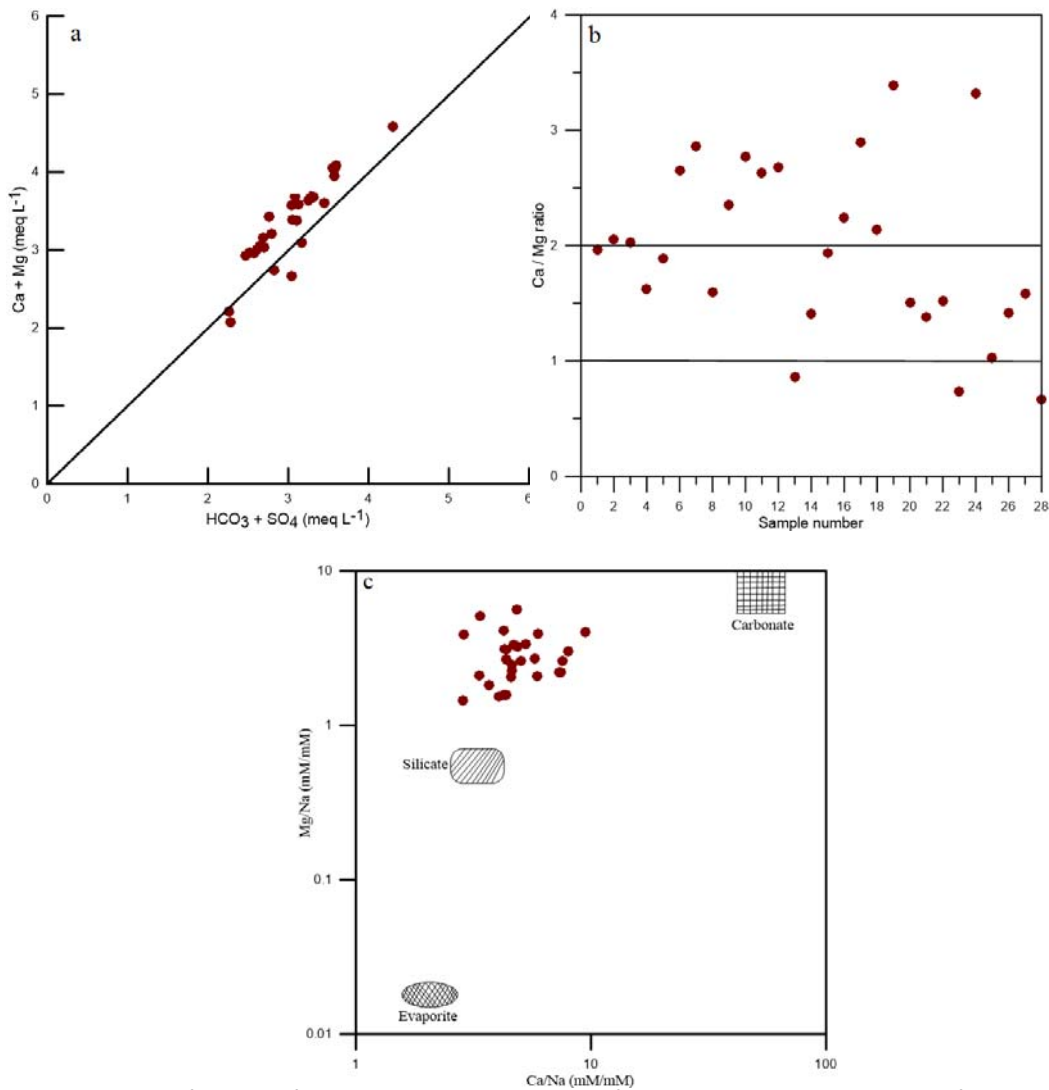 a
6
5
4
3
2
1
0
Ca + Mg (meq L-1)
0 1 2 3 4 5 6
HCO3 + SO4 (meq L-1)
b
4
3
2
1
0
Ca / Mg ratio
0 2 4 6 8 10 12 14 16 18 20 22 24 26 28
Sample number
c
10
1
0.1
0.01
Mg/Na (mM/mM)
Carbonate
Silicate
Evaporite
1 10 100
Ca/Na (mM/mM)